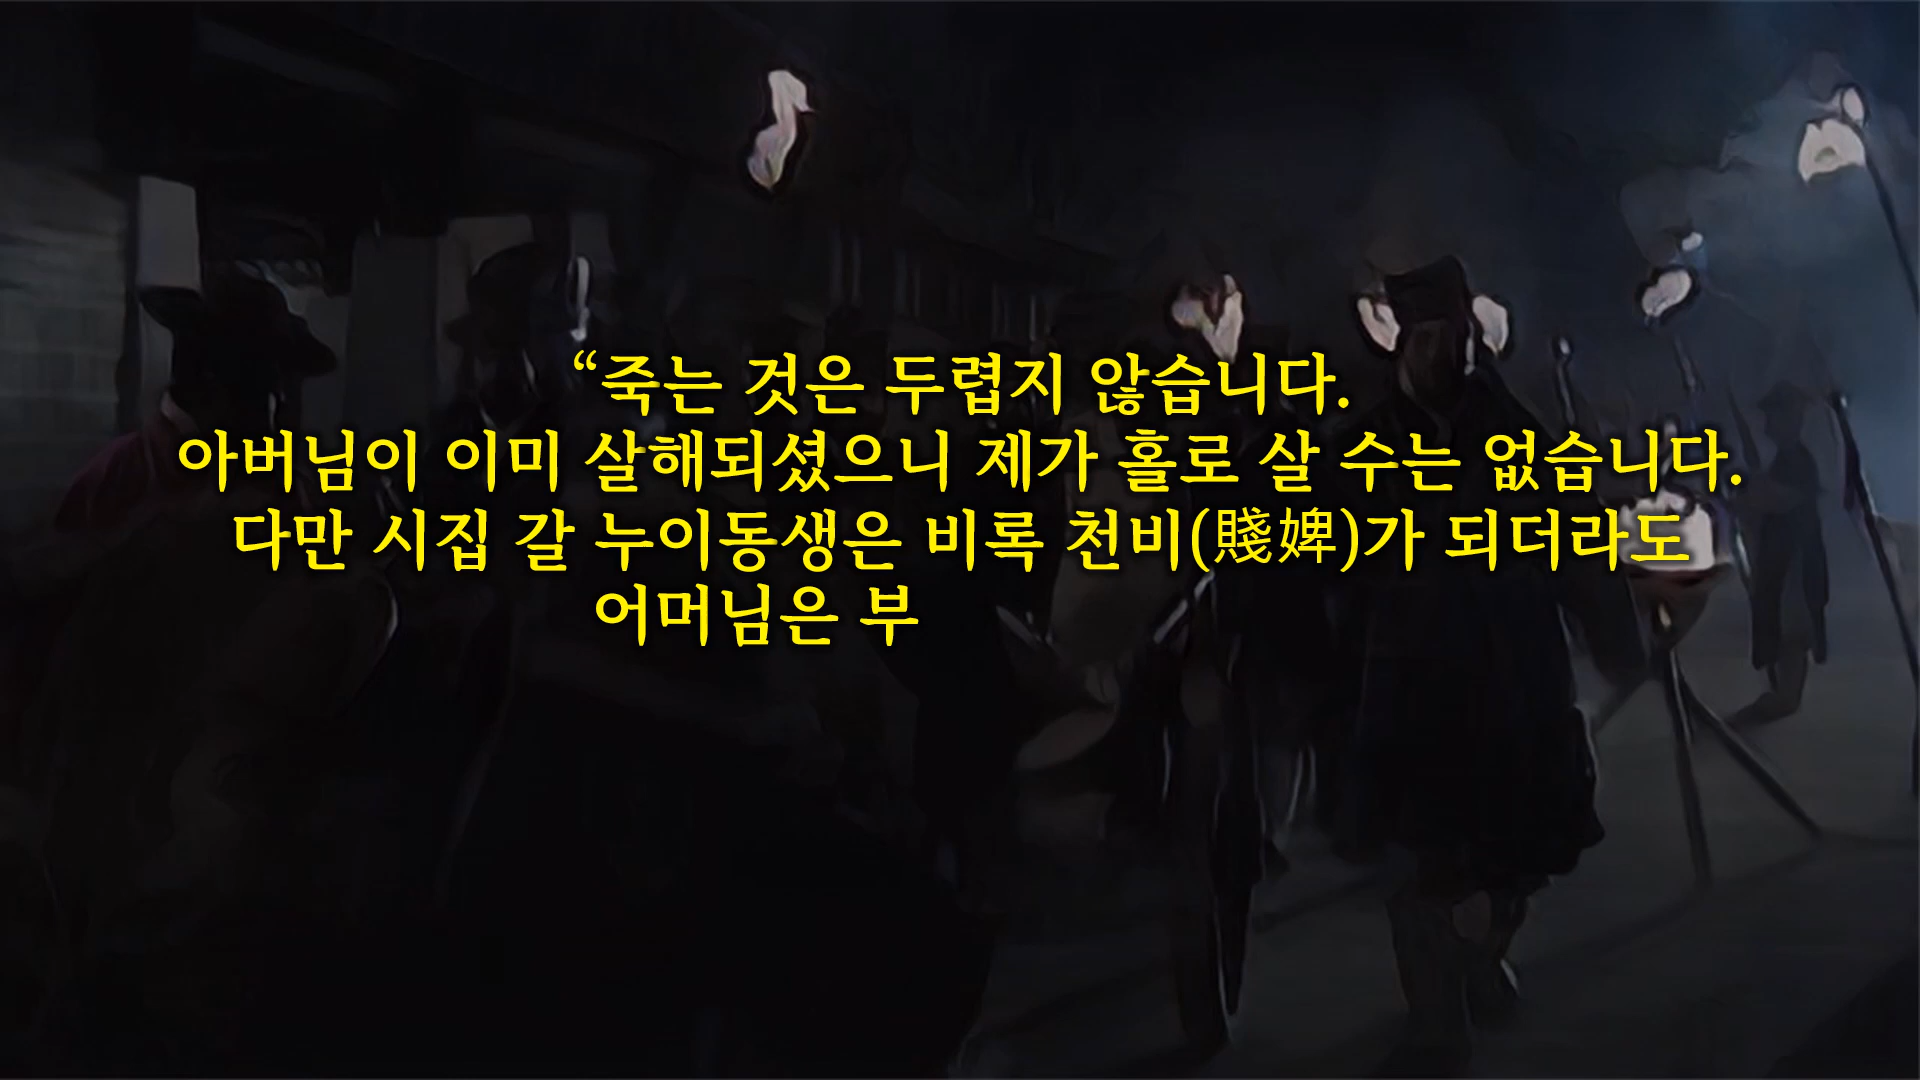 “죽는 것은 두렵지 않습니다.
아버님이 이미 살해되셨으니 제가 홀로 살 수는 없습니다.
다만 시집 갈 누이동생은 비록 천비(賤婢)가 되더라도
어머님은 부